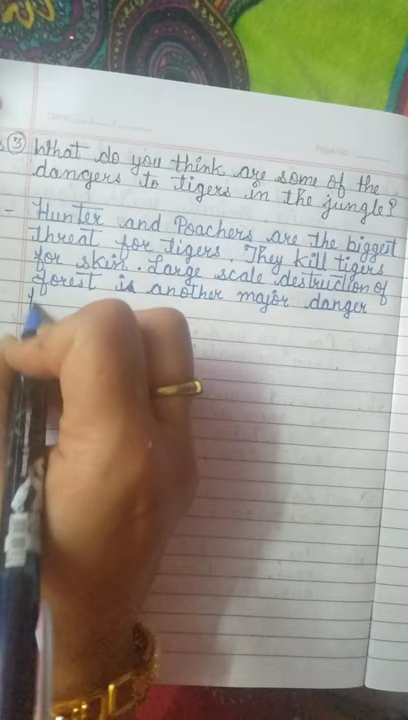 ③ What do you think are some of the
dangers to tigers in the jungle?
- Hunter and Poachers are the biggest
threat for tigers. They kill tigers
for skin. Large scale destruction of
forest is another major danger
Page No.